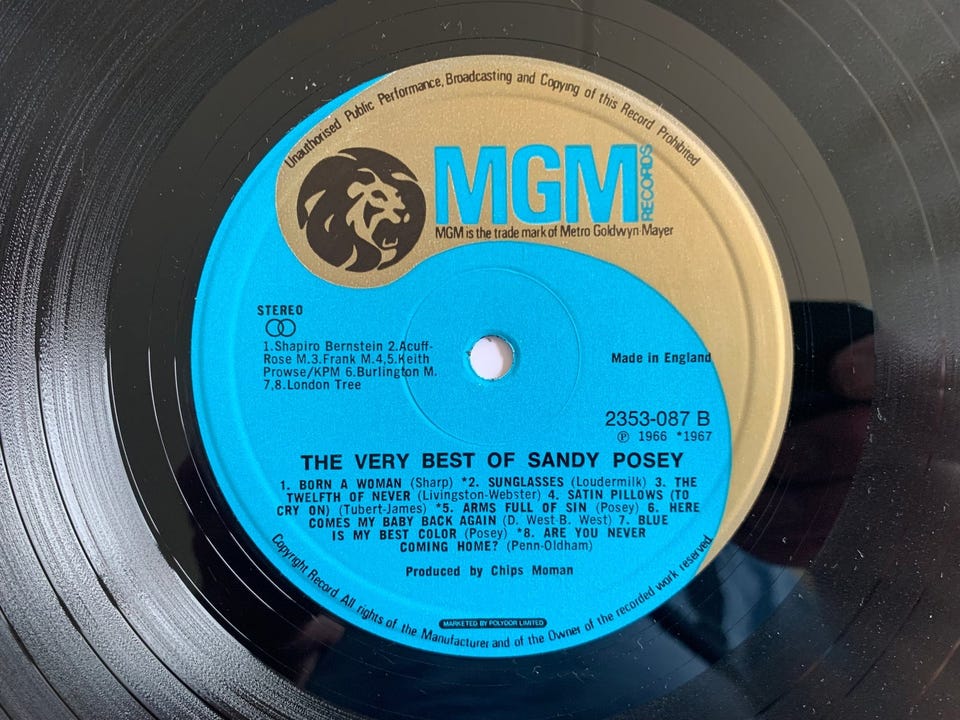 Unauthorised Public Performance, Broadcasting and Copying of this Record Prohibited
MGM RECORDS
MGM is the trade mark of Metro Goldwyn-Mayer
STEREO
1.Shapiro Bernstein 2.Acuff-
Rose M.3.Frank M.4,5.Keith
Prowse/KPM 6.Burlington M.
7,8.London Tree
Made in England
2353-087 B
℗ 1966 *1967
THE VERY BEST OF SANDY POSEY
1. BORN A WOMAN (Sharp) *2. SUNGLASSES (Loudermilk) 3. THE
TWELFTH OF NEVER (Livingston-Webster) 4. SATIN PILLOWS (TO
CRY ON) (Tubert-James) *5. ARMS FULL OF SIN (Posey) 6. HERE
COMES MY BABY BACK AGAIN (D. West-B. West) 7. BLUE
IS MY BEST COLOR (Posey) *8. ARE YOU NEVER
COMING HOME? (Penn-Oldham)
Produced by Chips Moman
MARKETED BY POLYDOR LIMITED
Copyright Record. All rights of the Manufacturer and of the Owner of the recorded work reserved.